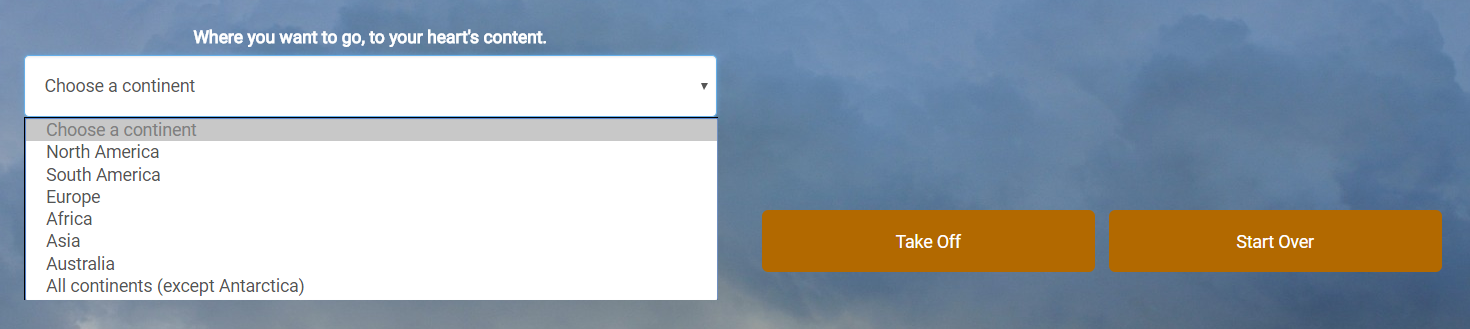 Where you want to go, to your heart's content.
Choose a continent
Choose a continent
North America
South America
Europe
Africa
Asia
Australia
All continents (except Antarctica)
Take Off
Start Over